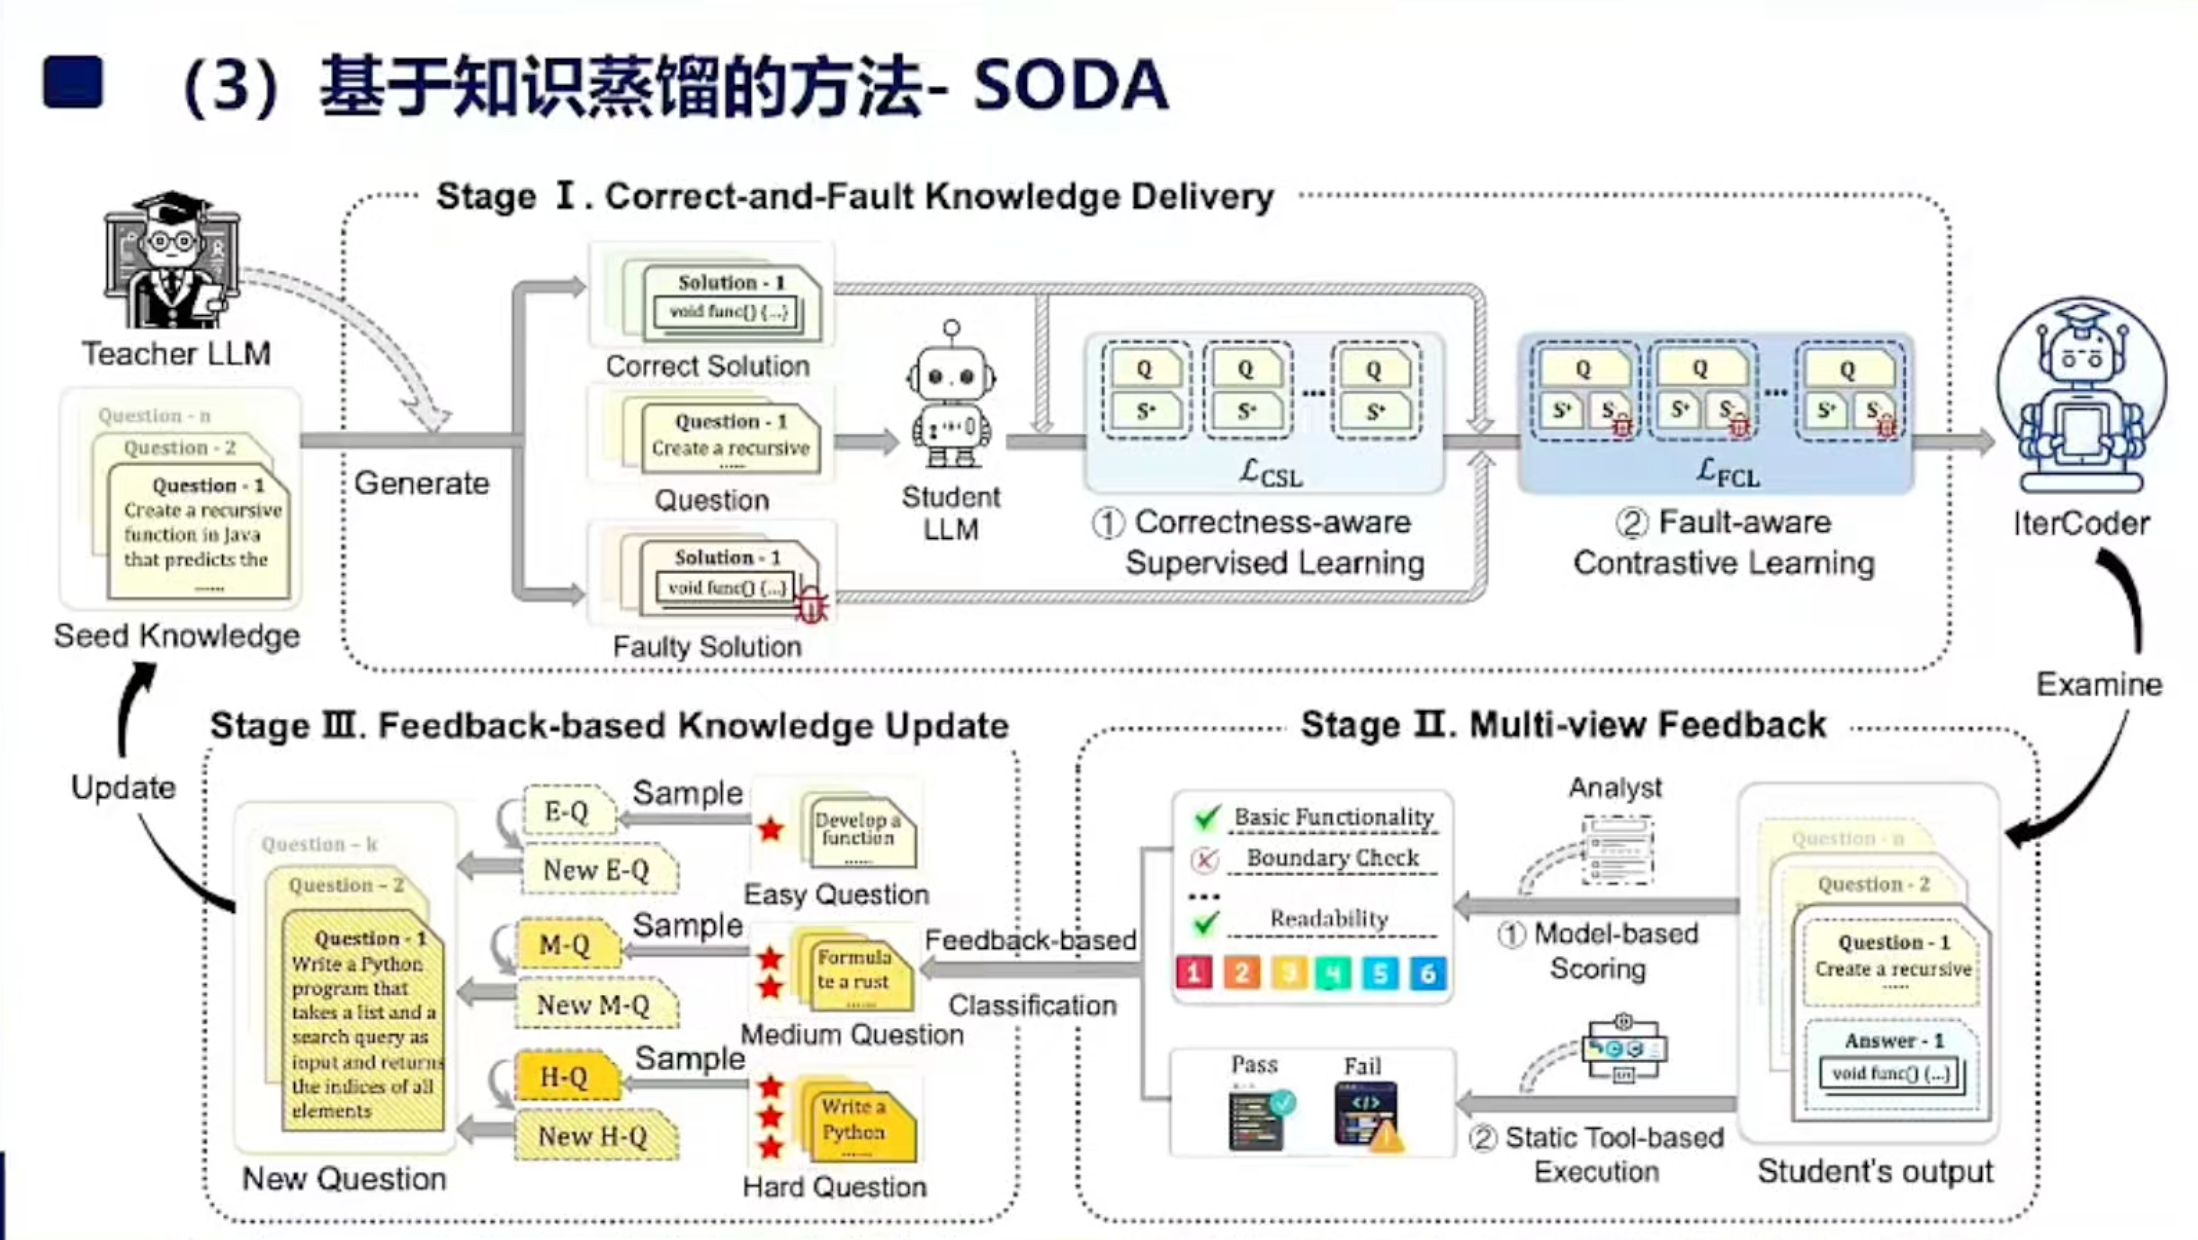 （3）基于知识蒸馏的方法- SODA
Stage Ⅰ. Correct-and-Fault Knowledge Delivery
Teacher LLM
Question - n
Question - 2
Question - 1
Create a recursive
function in Java
that predicts the
......
Seed Knowledge
Generate
Solution - 1
void func() {...}
Correct Solution
Question - 1
Create a recursive
.....
Question
Solution - 1
void func() {...}
Faulty Solution
Student
LLM
Q
S+
Q
S+
...
Q
S+
ℒCSL
① Correctness-aware
Supervised Learning
Q
S+ S-
Q
S+ S-
...
Q
S+ S-
ℒFCL
② Fault-aware
Contrastive Learning
IterCoder
Examine
Stage Ⅱ. Multi-view Feedback
Question - n
Question - 2
Question - 1
Create a recursive
.....
Answer - 1
void func() {...}
Student's output
Analyst
① Model-based
Scoring
② Static Tool-based
Execution
Basic Functionality
Boundary Check
...
Readability
1 2 3 4 5 6
Pass Fail
</>
Feedback-based
Classification
Stage Ⅲ. Feedback-based Knowledge Update
Develop a
function
......
Easy Question
Formula
te a rust
......
Medium Question
Write a
Python
......
Hard Question
Sample
E-Q
New E-Q
Sample
M-Q
New M-Q
Sample
H-Q
New H-Q
Question - k
Question - 2
Question - 1
Write a Python
program that
takes a list and a
search query as
input and returns
the indices of all
elements
New Question
Update